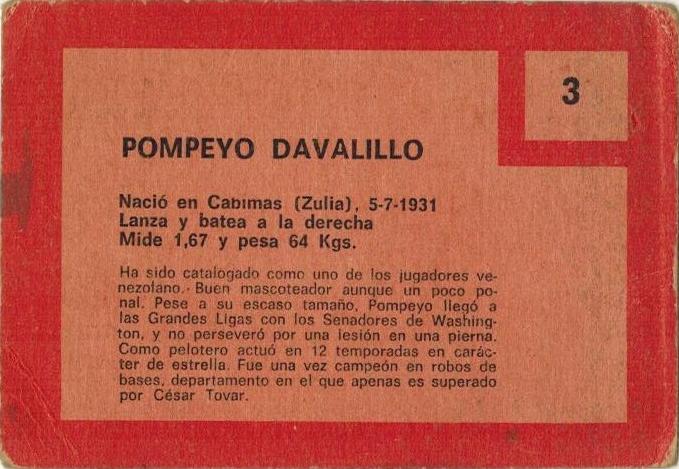 3
POMPEYO DAVALILLO
Nació en Cabimas (Zulia), 5-7-1931
Lanza y batea a la derecha
Mide 1,67 y pesa 64 Kgs.
Ha sido catalogado como uno de los jugadores ve-
nezolano. Buen mascoteador aunque un poco po-
nal. Pese a su escaso tamaño, Pompeyo llegó a
las Grandes Ligas con los Senadores de Washing-
ton, y no perseveró por una lesión en una pierna.
Como pelotero actuó en 12 temporadas en carác-
ter de estrella. Fue una vez campeón en robos de
bases, departamento en el que apenas es superado
por César Tovar.